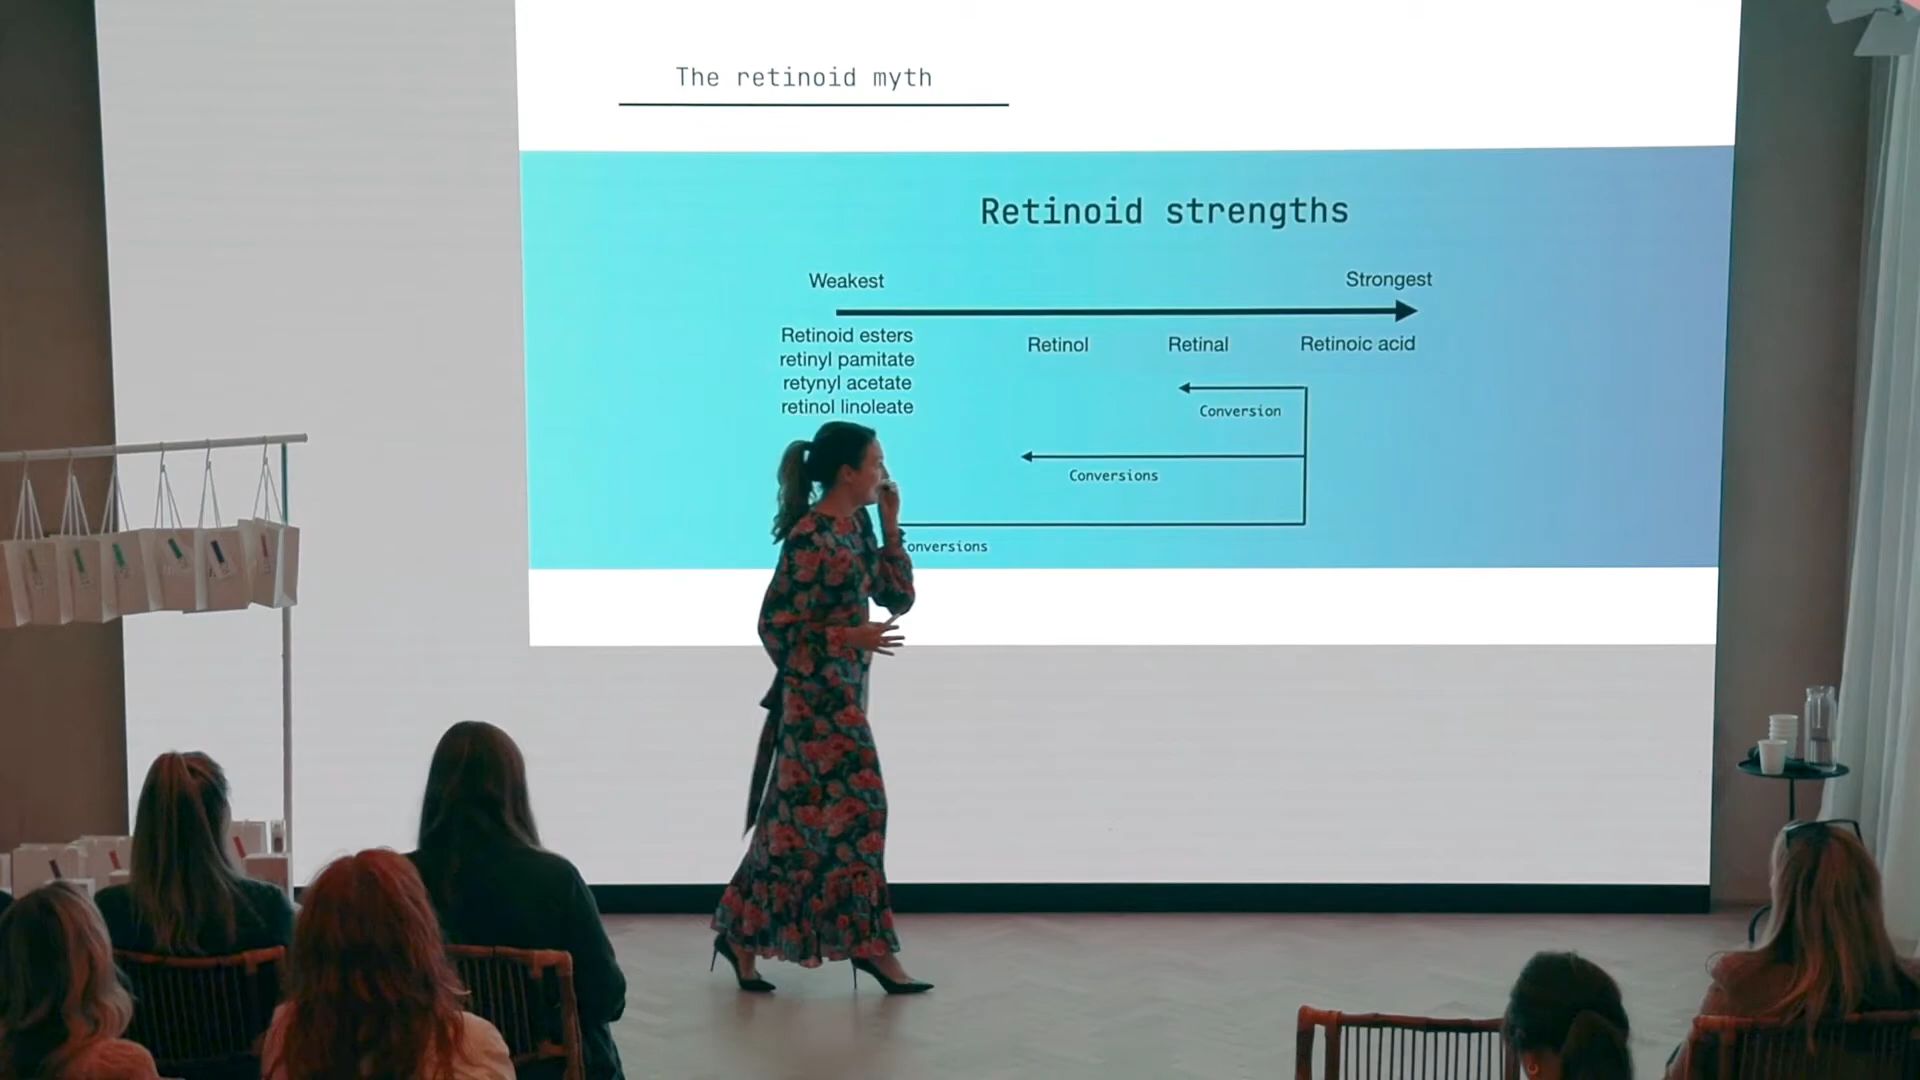 The retinoid myth
Retinoid strengths
Weakest
Strongest
Retinoid esters
retinyl pamitate
retynyl acetate
retinol linoleate
Retinol
Retinal
Retinoic acid
Conversion
Conversions
onversions